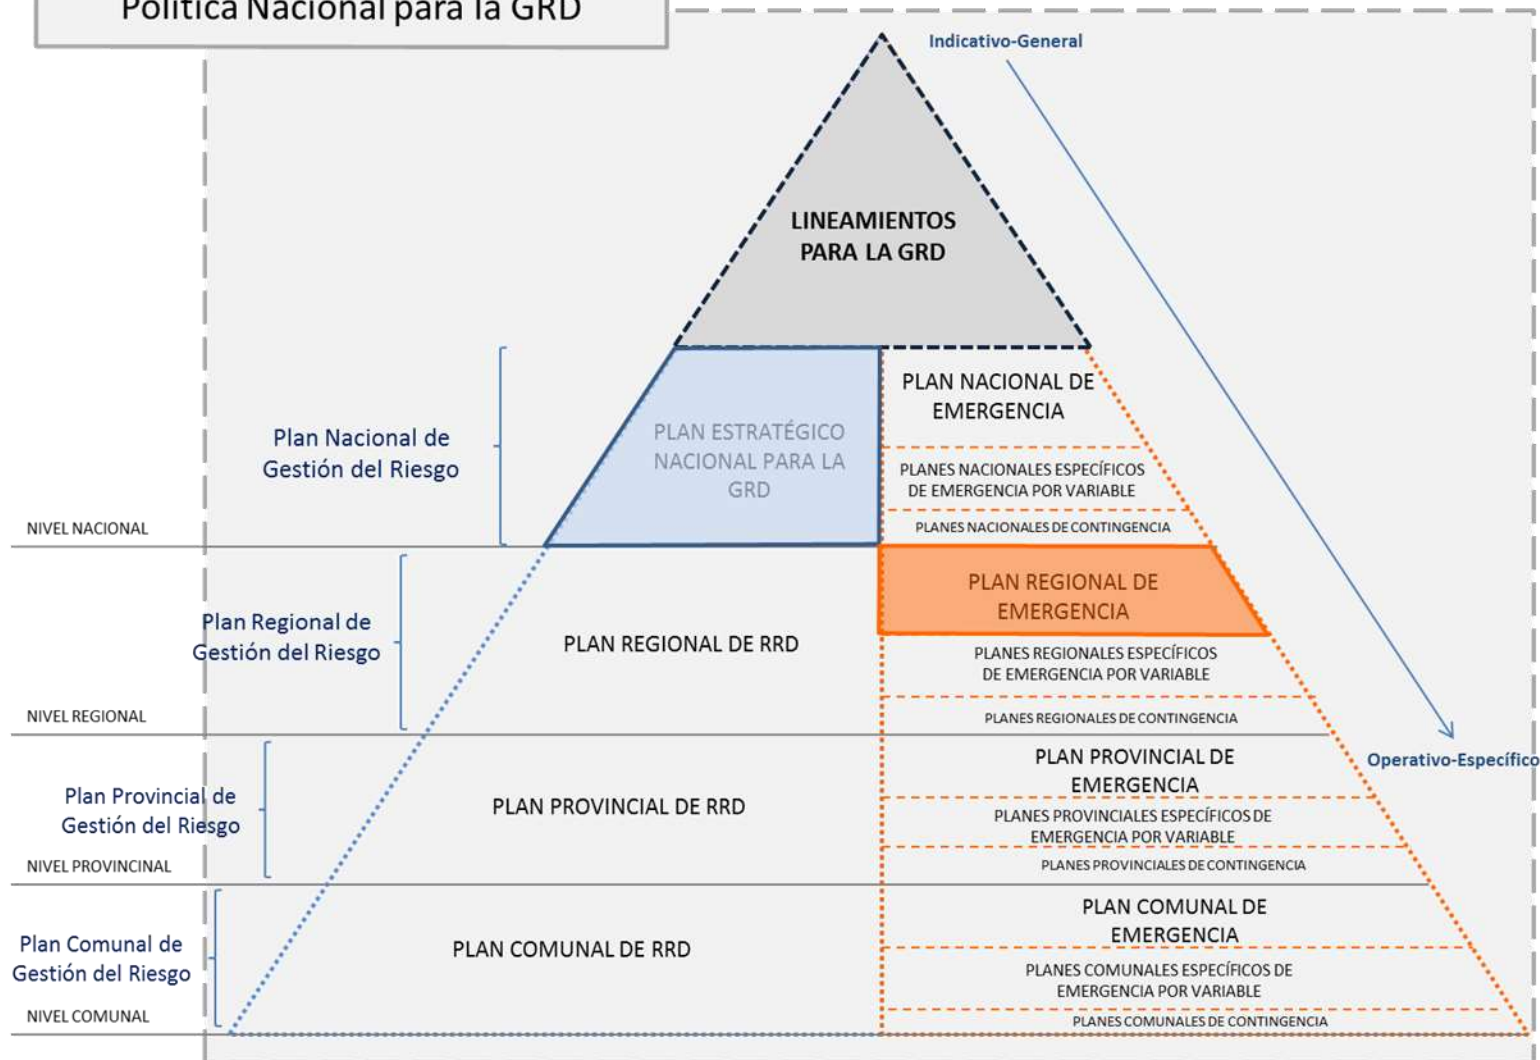 Política Nacional para la GRD
Indicativo-General
LINEAMIENTOS
PARA LA GRD
Plan Nacional de
Gestión del Riesgo
PLAN ESTRATÉGICO
NACIONAL PARA LA
GRD
PLAN NACIONAL DE
EMERGENCIA
PLANES NACIONALES ESPECÍFICOS
DE EMERGENCIA POR VARIABLE
PLANES NACIONALES DE CONTINGENCIA
NIVEL NACIONAL
Plan Regional de
Gestión del Riesgo
PLAN REGIONAL DE RRD
PLAN REGIONAL DE
EMERGENCIA
PLANES REGIONALES ESPECÍFICOS
DE EMERGENCIA POR VARIABLE
PLANES REGIONALES DE CONTINGENCIA
NIVEL REGIONAL
Operativo-Específico
Plan Provincial de
Gestión del Riesgo
PLAN PROVINCIAL DE RRD
PLAN PROVINCIAL DE
EMERGENCIA
PLANES PROVINCIALES ESPECÍFICOS DE
EMERGENCIA POR VARIABLE
PLANES PROVINCIALES DE CONTINGENCIA
NIVEL PROVINCINAL
Plan Comunal de
Gestión del Riesgo
PLAN COMUNAL DE RRD
PLAN COMUNAL DE
EMERGENCIA
PLANES COMUNALES ESPECÍFICOS DE
EMERGENCIA POR VARIABLE
PLANES COMUNALES DE CONTINGENCIA
NIVEL COMUNAL